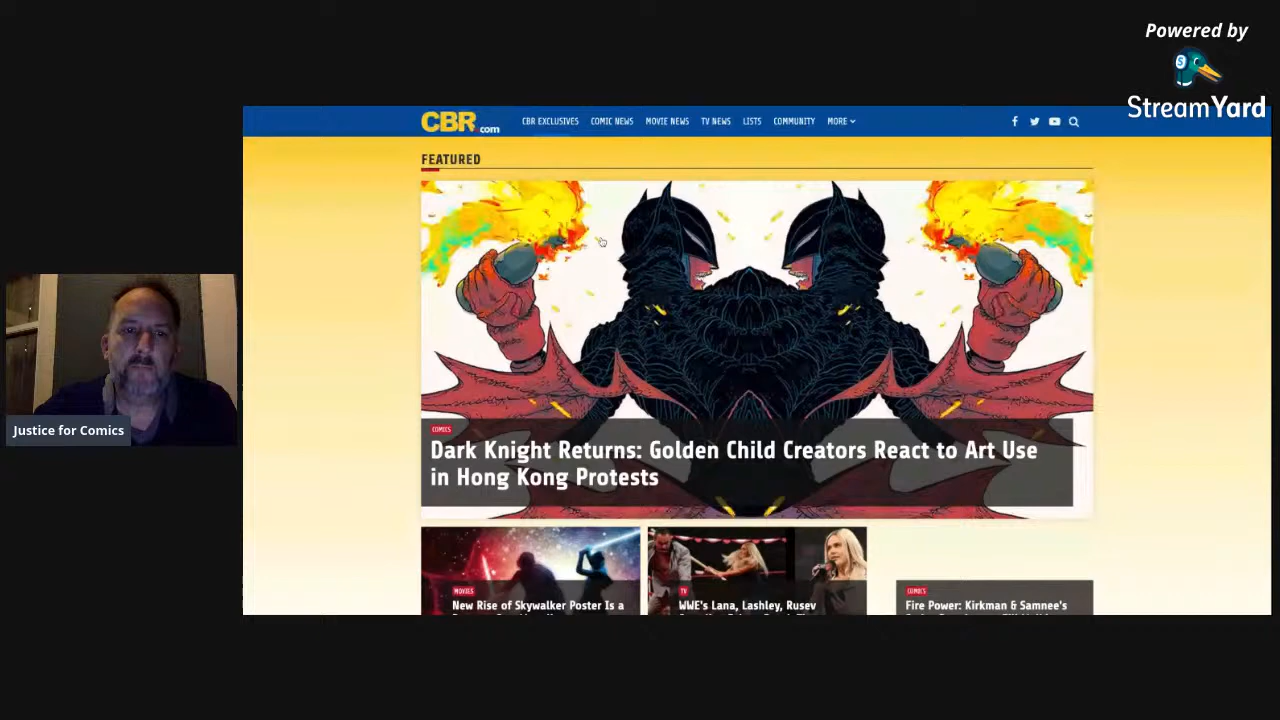 Powered by
StreamYard
CBR.com
CBR EXCLUSIVES COMIC NEWS MOVIE NEWS TV NEWS LISTS COMMUNITY MORE
FEATURED
COMICS
Dark Knight Returns: Golden Child Creators React to Art Use
in Hong Kong Protests
MOVIES
New Rise of Skywalker Poster Is a
TV
WWE's Lana, Lashley, Rusev
COMICS
Fire Power: Kirkman & Samnee's
Justice for Comics